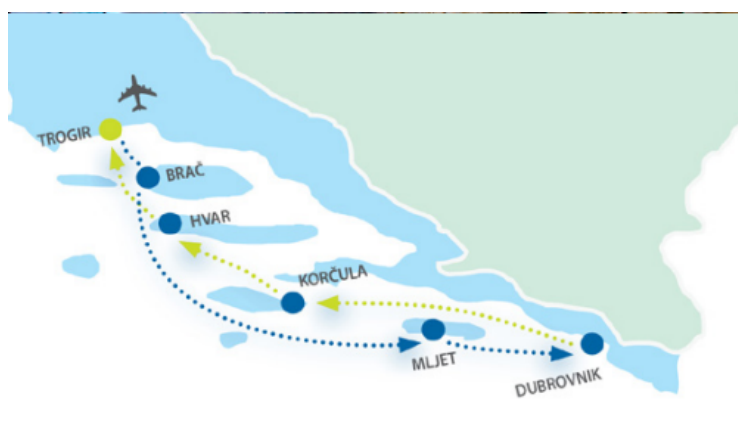 TROGIR
BRAČ
HVAR
KORČULA
MLJET
DUBROVNIK